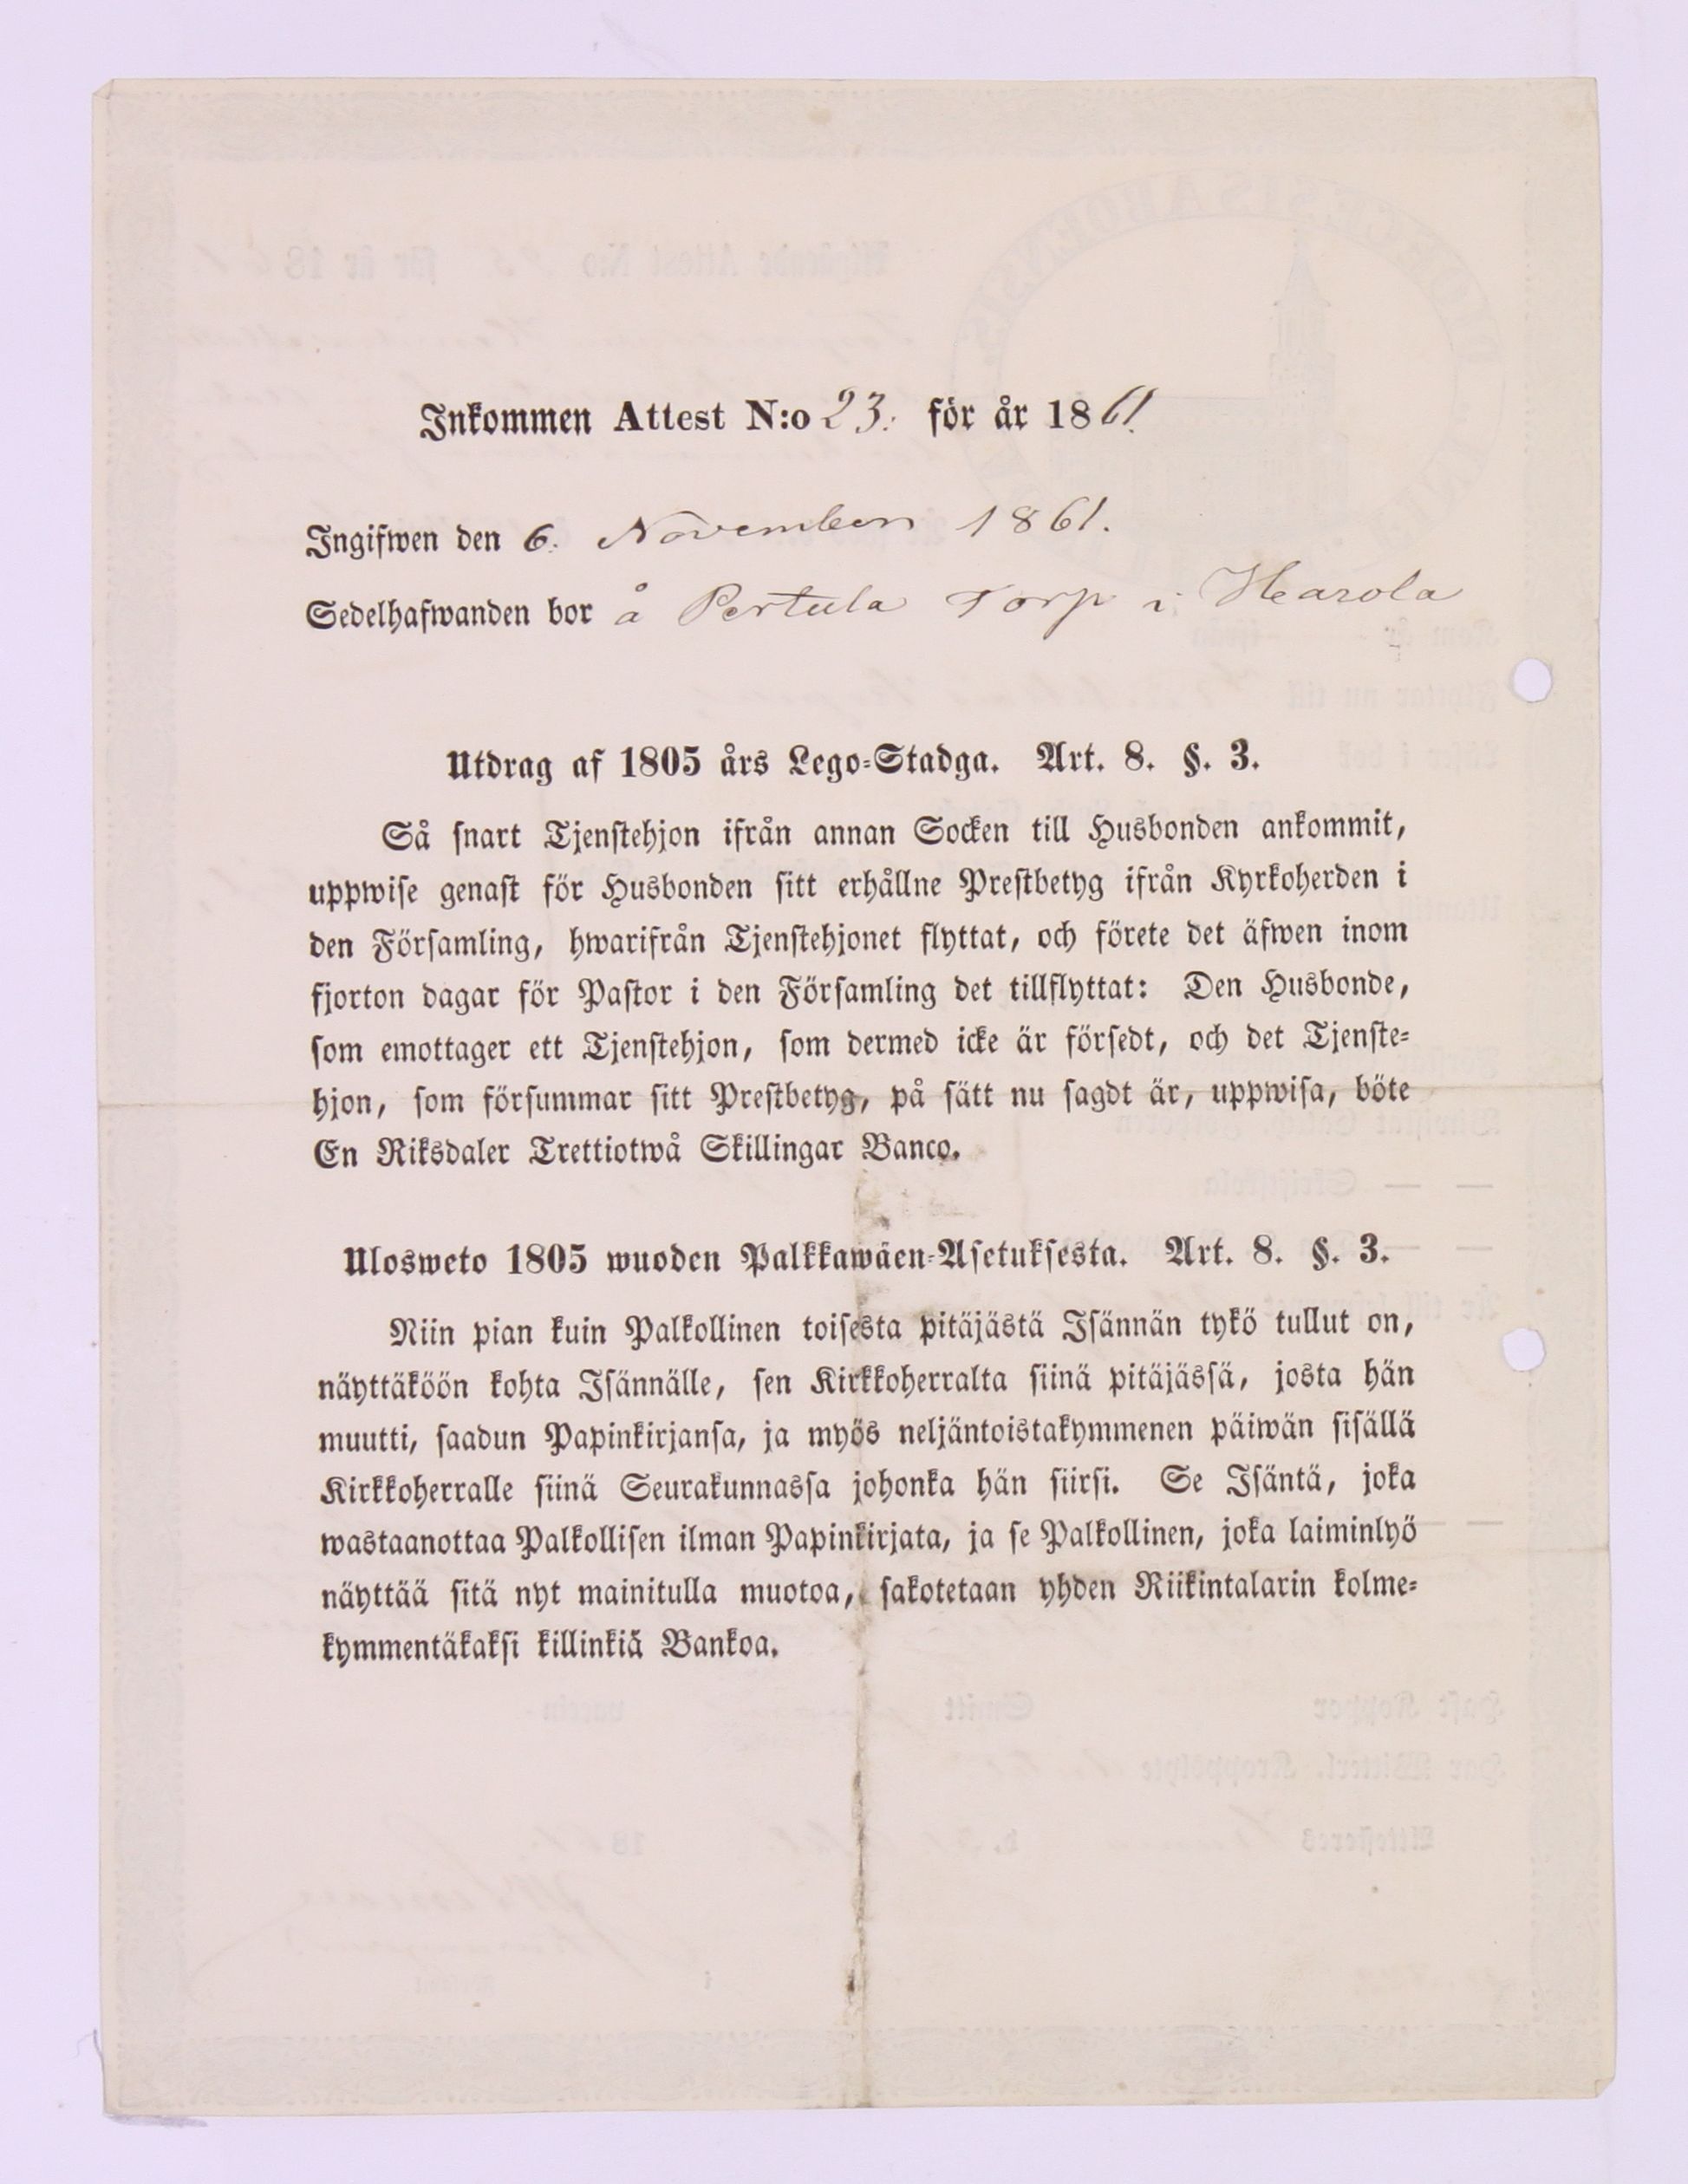 Inkommen Attest N:o 23. för år 1861.
Ingifwen den 6. November 1861.
Sedelhafwanden bor å Pertula Torp i Harola
Utdrag af 1805 års Lego-Stadga. Art. 8. §. 3.
Så snart Tjenstehjon ifrån annan Socken till Husbonden ankommit,
uppwise genast för Husbonden sitt erhållne Prestbetyg ifrån Kyrkoherden i
den Församling, hwarifrån Tjenstehjonet flyttat, och förete det äfwen inom
fjorton dagar för Pastor i den Församling det tillflyttat: Den Husbonde,
som emottager ett Tjenstehjon, som dermed icke är försedt, och det Tjenste-
hjon, som försummar sitt Prestbetyg, på sätt nu sagdt är, uppwisa, böte
En Riksdaler Trettiotwå Skillingar Banco.
Ulosweto 1805 wuoden Palkkawäen-Asetuksesta. Art. 8. §. 3.
Niin pian kuin Palkollinen toisesta pitäjästä Isännän tykö tullut on,
näyttäköön kohta Isännälle, sen Kirkkoherralta siinä pitäjässä, josta hän
muutti, saadun Papinkirjansa, ja myös neljäntoistakymmenen päiwän sisällä
Kirkkoherralle siinä Seurakunnassa johonka hän siirsi. Se Isäntä, joka
wastaanottaa Palkollisen ilman Papinkirjata, ja se Palkollinen, joka laiminlyö
näyttää sitä nyt mainitulla muotoa, sakotetaan yhden Riikintalarin kolme-
kymmentäkaksi killinkiä Bankoa.